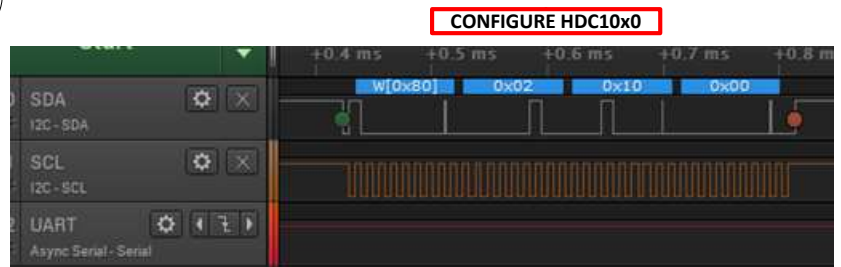 CONFIGURE HDC10x0
Start
+0.4 ms +0.5 ms +0.6 ms +0.7 ms +0.8 m
W[0x80] 0x02 0x10 0x00
SDA
I2C - SDA
SCL
I2C - SCL
UART
Async Serial - Serial